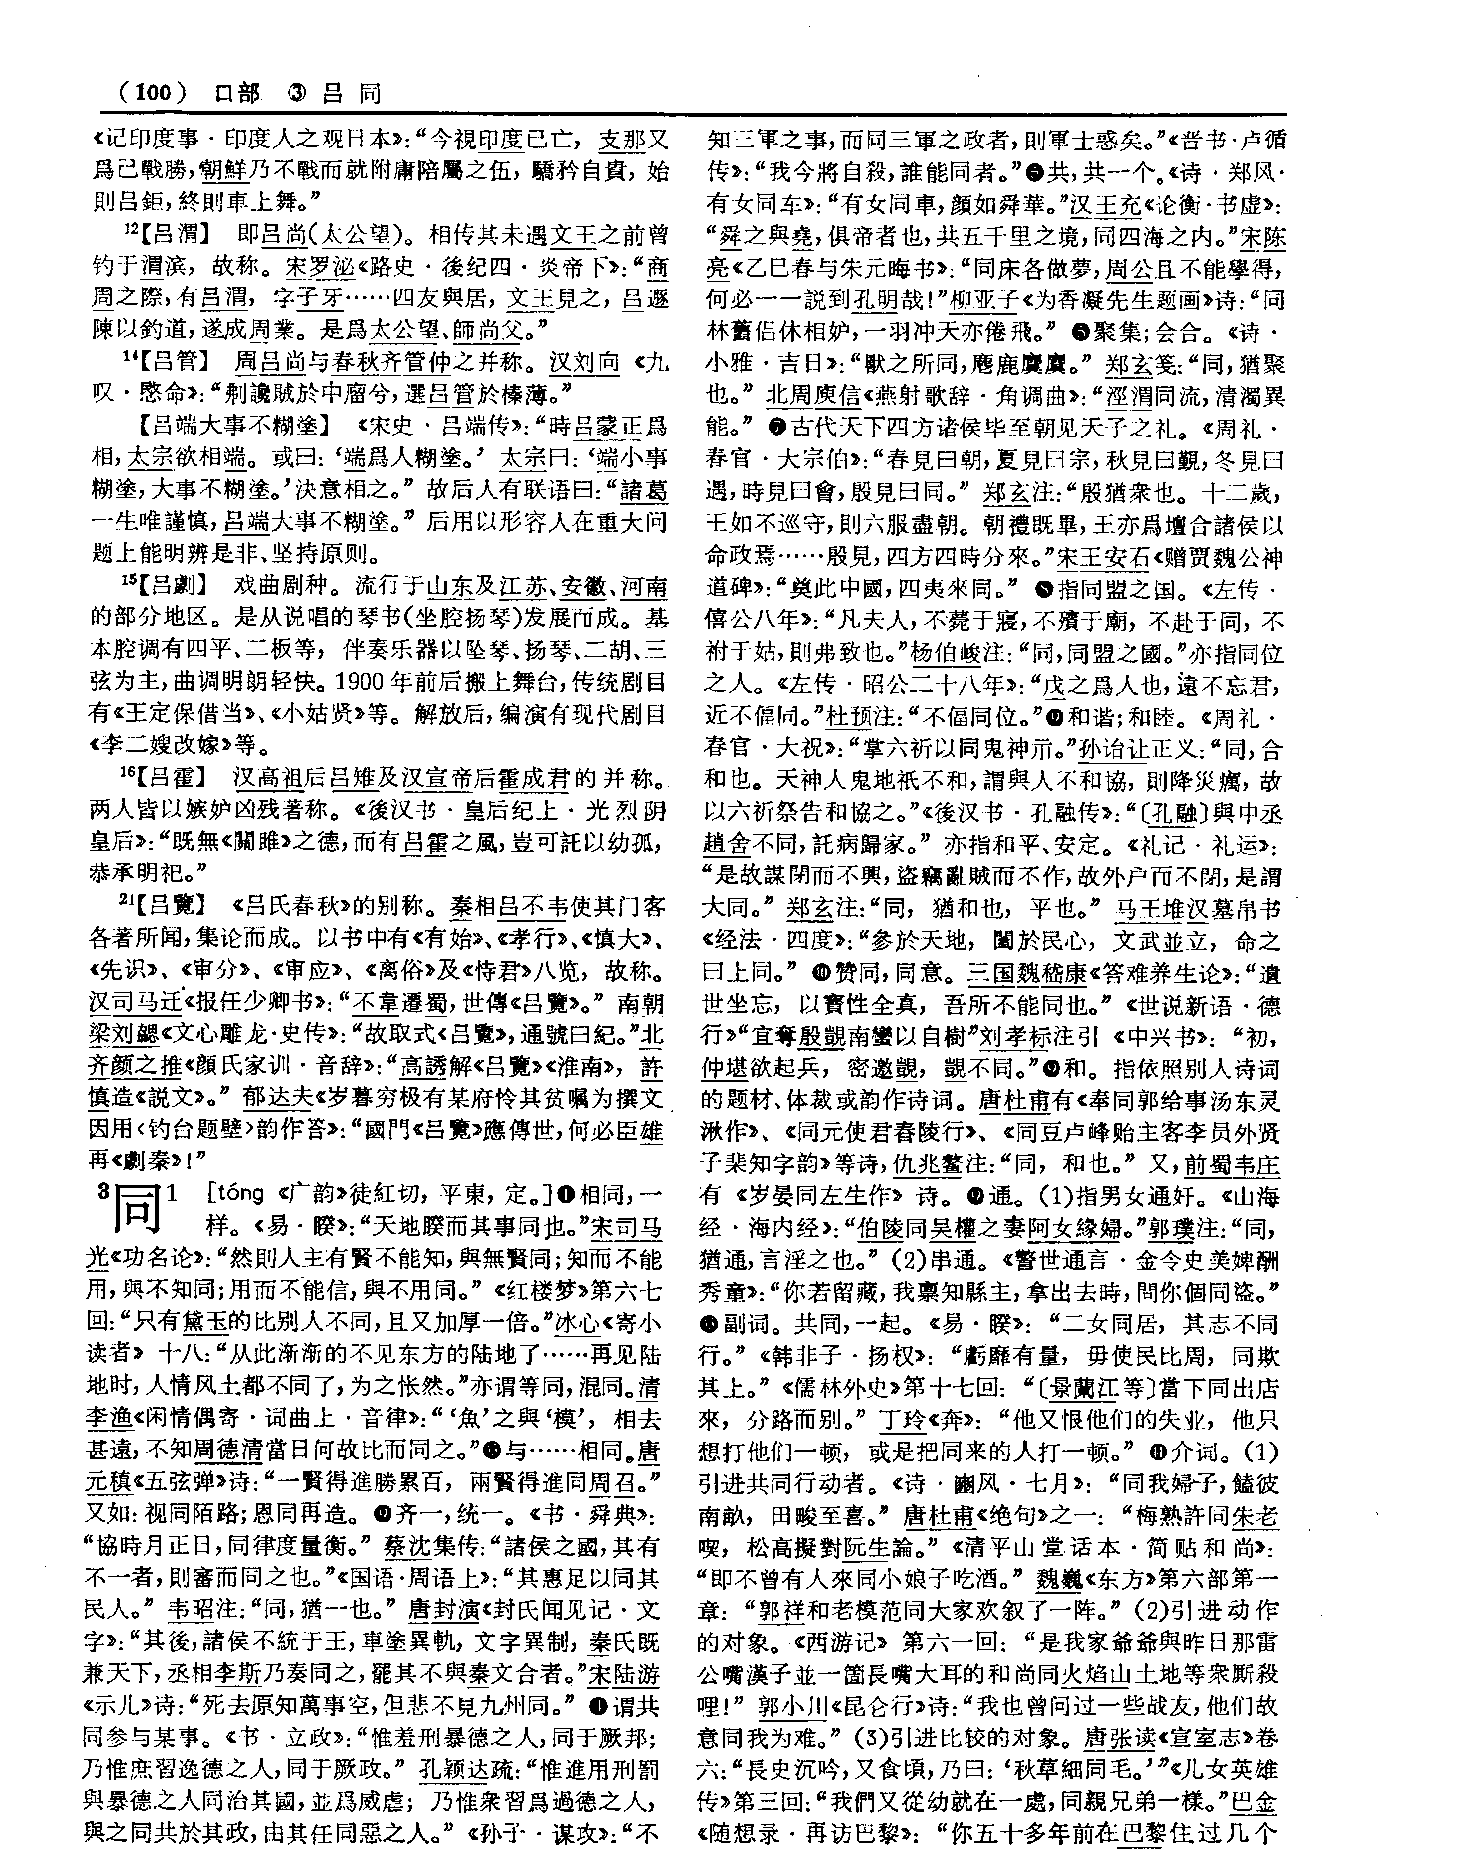 (100) 口部 ③ 吕 同
《记印度事·印度人之观日本》：“今視印度已亡，支那又
爲已戰勝，朝鮮乃不戰而就附庸陪屬之伍，驕矜自資，始
則吕鉅，終則車上舞。”
12【吕渭】 即吕尚(太公望)。相传其未遇文王之前曾
钓于渭滨，故称。宋罗泌《路史·後纪四·炎帝下》：“商
周之際，有吕渭，字子牙……四友與居，文王見之，吕遂
陳以釣道，遂成周業。是爲太公望、師尚父。”
14【吕管】 周吕尚与春秋齐管仲之并称。汉刘向《九
叹·愍命》：“剜讒賊於中廇兮，選吕管於榛薄。”
【吕端大事不糊塗】 《宋史·吕端传》：“時吕蒙正爲
相，太宗欲相端。或曰：‘端爲人糊塗。’太宗曰：‘端小事
糊塗，大事不糊塗。’决意相之。”故后人有联语曰：“諸葛
一生唯謹慎，吕端大事不糊塗。”后用以形容人在重大问
题上能明辨是非、坚持原则。
15【吕劇】 戏曲剧种。流行于山东及江苏、安徽、河南
的部分地区。是从说唱的琴书(坐腔扬琴)发展而成。基
本腔调有四平、二板等，伴奏乐器以坠琴、扬琴、二胡、三
弦为主，曲调明朗轻快。1900年前后搬上舞台，传统剧目
有《王定保借当》、《小姑贤》等。解放后，编演有现代剧目
《李二嫂改嫁》等。
16【吕霍】 汉高祖后吕雉及汉宣帝后霍成君的并称。
两人皆以嫉妒凶残著称。《後汉书·皇后纪上·光烈阴
皇后》：“既無《關雎》之德，而有吕霍之風，豈可託以幼孤，
恭承明祀。”
21【吕覽】 《吕氏春秋》的别称。秦相吕不韦使其门客
各著所闻，集论而成。以书中有《有始》、《孝行》、《慎大》、
《先识》、《审分》、《审应》、《离俗》及《恃君》八览，故称。
汉司马迁《报任少卿书》：“不韋遷蜀，世傳《吕覽》。”南朝
梁刘勰《文心雕龙·史传》：“故取式《吕覽》，通號曰紀。”北
齐颜之推《颜氏家训·音辞》：“高誘解《吕覽》《淮南》，許
慎造《説文》。”郁达夫《岁暮穷极有某府怜其贫嘱为撰文
因用〈钓台题壁〉韵作答》：“國門《吕覽》應傳世，何必臣雄
再《劇秦》！”
3同1 [tóng 《广韵》徒紅切，平東，定。]❶相同，一
样。《易·睽》：“天地睽而其事同也。”宋司马
光《功名论》：“然則人主有賢不能知，與無賢同；知而不能
用，與不知同；用而不能信，與不用同。”《红楼梦》第六七
回：“只有黛玉的比别人不同，且又加厚一倍。”冰心《寄小
读者》十八：“从此渐渐的不见东方的陆地了……再见陆
地时，人情风土都不同了，为之怅然。”亦谓等同，混同。清
李渔《闲情偶寄·词曲上·音律》：“‘魚’之與‘模’，相去
甚遠，不知周德清當日何故比而同之。”❷与……相同。唐
元稹《五弦弹》诗：“一賢得進勝累百，兩賢得進同周召。”
又如：视同陌路；恩同再造。❸齐一，统一。《书·舜典》：
“協時月正日，同律度量衡。”蔡沈集传：“諸侯之國，其有
不一者，則審而同之也。”《国语·周语上》：“其惠足以同其
民人。”韦昭注：“同，猶一也。”唐封演《封氏闻见记·文
字》：“其後，諸侯不統于王，車塗異軌，文字異制，秦氏既
兼天下，丞相李斯乃奏同之，罷其不與秦文合者。”宋陆游
《示儿》诗：“死去原知萬事空，但悲不見九州同。”❹谓共
同参与某事。《书·立政》：“惟羞刑暴德之人，同于厥邦；
乃惟庶習逸德之人，同于厥政。”孔颖达疏：“惟進用刑罰
與暴德之人同治其國，並爲威虐；乃惟衆習爲過德之人，
與之同共於其政，由其任同惡之人。”《孙子·谋攻》：“不
知三軍之事，而同三軍之政者，則軍士惑矣。”《晋书·卢循
传》：“我今將自殺，誰能同者。”❺共，共一个。《诗·郑风·
有女同车》：“有女同車，顔如舜華。”汉王充《论衡·书虚》：
“舜之與堯，俱帝者也，共五千里之境，同四海之内。”宋陈
亮《乙巳春与朱元晦书》：“同床各做夢，周公且不能學得，
何必一一説到孔明哉！”柳亚子《为香凝先生题画》诗：“同
林舊侣休相妒，一羽冲天亦倦飛。”❻聚集；会合。《诗·
小雅·吉日》：“獸之所同，麀鹿麌麌。”郑玄笺：“同，猶聚
也。”北周庾信《燕射歌辞·角调曲》：“涇渭同流，清濁異
能。”❼古代天下四方诸侯毕至朝见天子之礼。《周礼·
春官·大宗伯》：“春見曰朝，夏見曰宗，秋見曰覲，冬見曰
遇，時見曰會，殷見曰同。”郑玄注：“殷猶衆也。十二歲，
王如不巡守，則六服盡朝。朝禮既畢，王亦爲壇合諸侯以
命政焉……殷見，四方四時分來。”宋王安石《赠贾魏公神
道碑》：“奠此中國，四夷來同。”❽指同盟之国。《左传·
僖公八年》：“凡夫人，不薨于寢，不殯于廟，不赴于同，不
祔于姑，則弗致也。”杨伯峻注：“同，同盟之國。”亦指同位
之人。《左传·昭公二十八年》：“戊之爲人也，遠不忘君，
近不偪同。”杜预注：“不偪同位。”❾和谐；和睦。《周礼·
春官·大祝》：“掌六祈以同鬼神示。”孙诒让正义：“同，合
和也。天神人鬼地祇不和，謂與人不和協，則降災癘，故
以六祈祭告和協之。”《後汉书·孔融传》：“〔孔融〕與中丞
趙舍不同，託病歸家。”亦指和平、安定。《礼记·礼运》：
“是故謀閉而不興，盗竊亂賊而不作，故外户而不閉，是謂
大同。”郑玄注：“同，猶和也，平也。”马王堆汉墓帛书
《经法·四度》：“參於天地，闔於民心，文武並立，命之
曰上同。”❿赞同，同意。三国魏嵇康《答难养生论》：“遺
世坐忘，以寶性全真，吾所不能同也。”《世说新语·德
行》“宜奪殷覬南蠻以自樹”刘孝标注引《中兴书》：“初，
仲堪欲起兵，密邀覬，覬不同。”⓫和。指依照别人诗词
的题材、体裁或韵作诗词。唐杜甫有《奉同郭给事汤东灵
湫作》、《同元使君舂陵行》、《同豆卢峰贻主客李员外贤
子棐知字韵》等诗，仇兆鳌注：“同，和也。”又，前蜀韦庄
有《岁晏同左生作》诗。⓬通。(1)指男女通奸。《山海
经·海内经》：“伯陵同吴權之妻阿女緣婦。”郭璞注：“同，
猶通，言淫之也。”(2)串通。《警世通言·金令史美婢酬
秀童》：“你若留藏，我禀知縣主，拿出去時，問你個同盗。”
⓭副词。共同，一起。《易·睽》：“二女同居，其志不同
行。”《韩非子·扬权》：“虧靡有量，毋使民比周，同欺
其上。”《儒林外史》第十七回：“〔景蘭江等〕當下同出店
來，分路而别。”丁玲《奔》：“他又恨他们的失业，他只
想打他们一顿，或是把同来的人打一顿。”⓮介词。(1)
引进共同行动者。《诗·豳风·七月》：“同我婦子，饁彼
南畝，田畯至喜。”唐杜甫《绝句》之一：“梅熟許同朱老
喫，松高擬對阮生論。”《清平山堂话本·简贴和尚》：
“即不曾有人來同小娘子吃酒。”魏巍《东方》第六部第一
章：“郭祥和老模范同大家欢叙了一阵。”(2)引进动作
的对象。《西游记》第六一回：“是我家爺爺與昨日那雷
公嘴漢子並一箇長嘴大耳的和尚同火焰山土地等衆厮殺
哩！”郭小川《昆仑行》诗：“我也曾问过一些战友，他们故
意同我为难。”(3)引进比较的对象。唐张读《宣室志》卷
六：“長史沉吟，又食頃，乃曰：‘秋草細同毛。’”《儿女英雄
传》第三回：“我們又從幼就在一處，同親兄弟一樣。”巴金
《随想录·再访巴黎》：“你五十多年前在巴黎住过几个